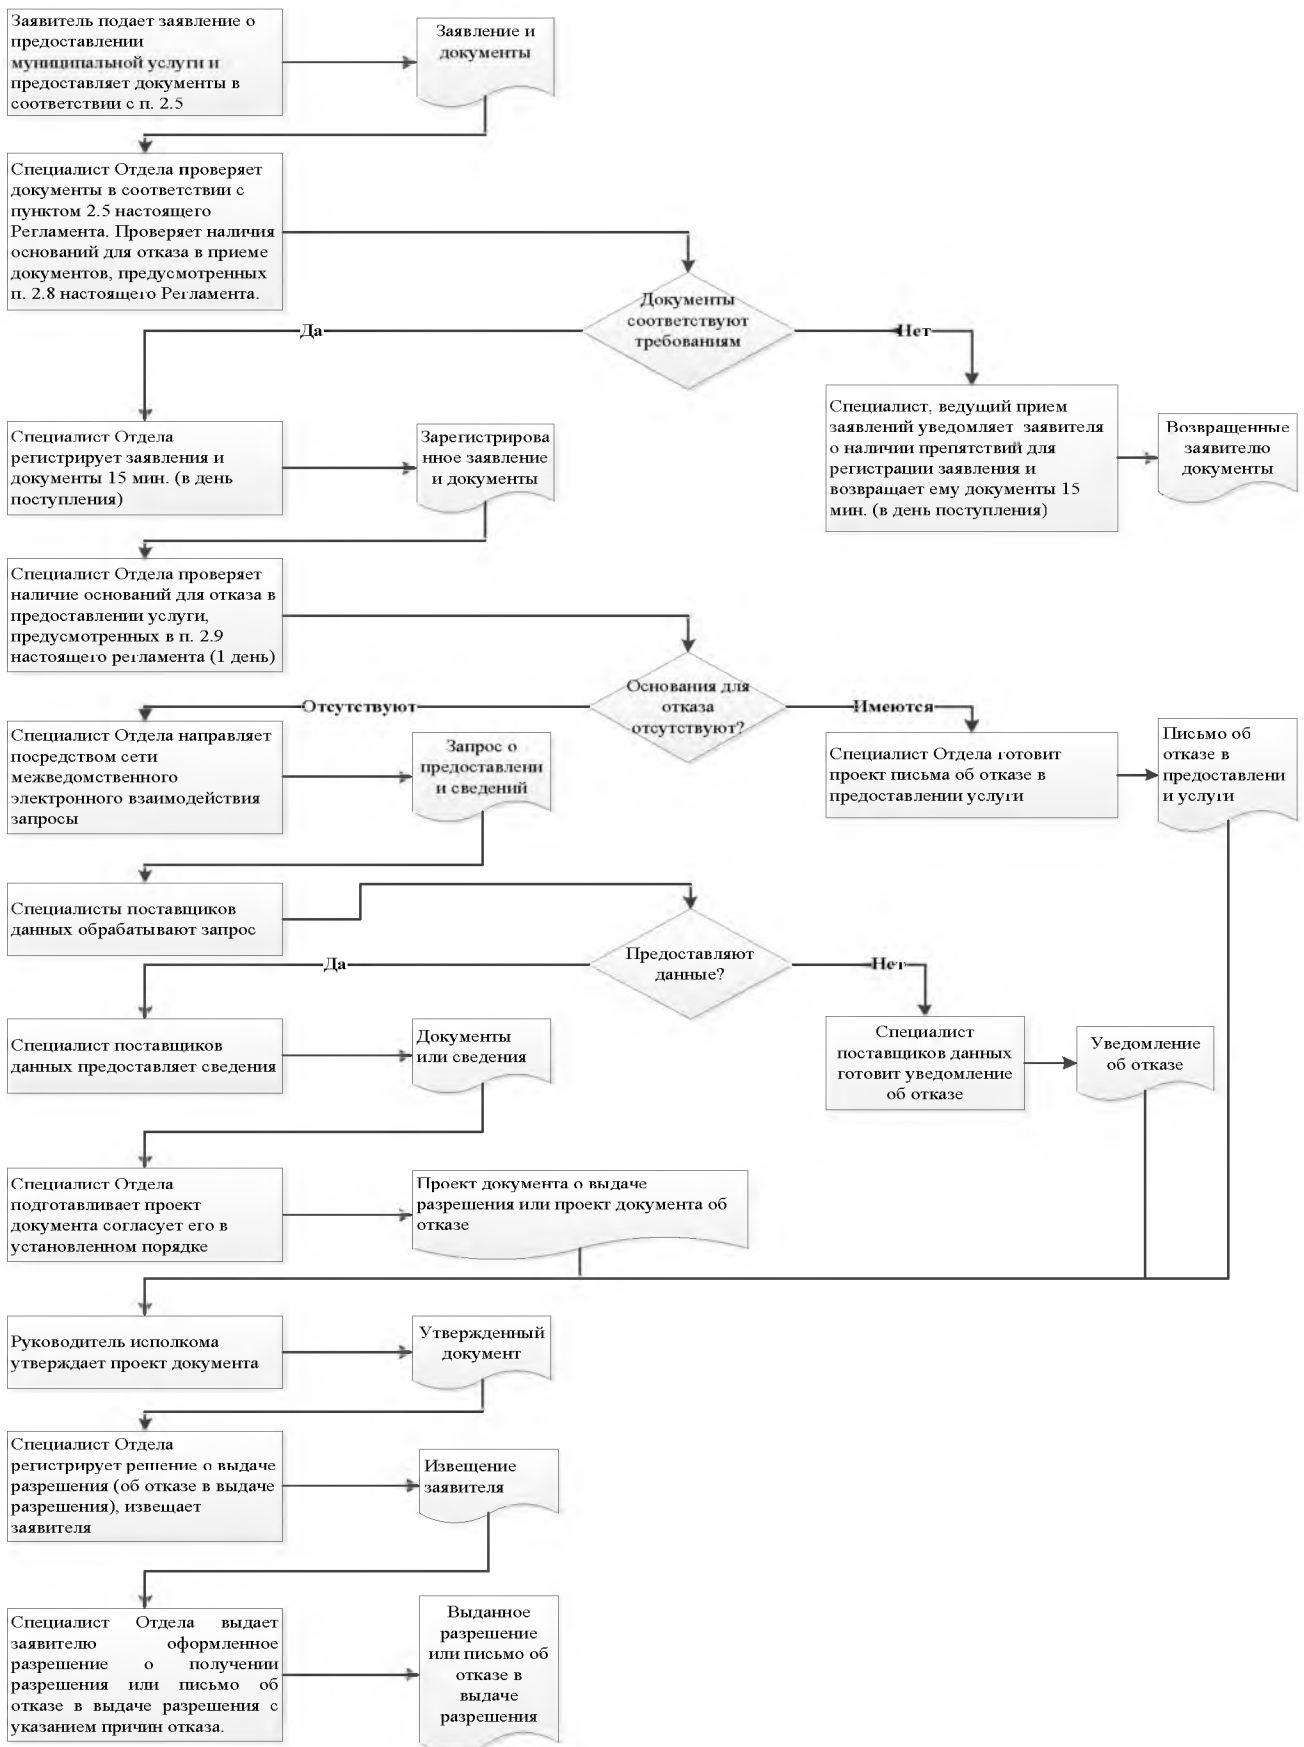 Заявитель подает заявление о
предоставлении
муниципальной услуги и
предоставляет документы в
соответствии с п. 2.5
Заявление и
документы
Специалист Отдела проверяет
документы в соответствии с
пунктом 2.5 настоящего
Регламента. Проверяет наличия
оснований для отказа в приеме
документов, предусмотренных
п. 2.8 настоящего Регламента.
Документы
соответствуют
требованиям
Да
Нет
Специалист Отдела
регистрирует заявления и
документы 15 мин. (в день
поступления)
Зарегистрирова
нное заявление
и документы
Специалист, ведущий прием
заявлений уведомляет заявителя
о наличии препятствий для
регистрации заявления и
возвращает ему документы 15
мин. (в день поступления)
Возвращенные
заявителю
документы
Специалист Отдела проверяет
наличие оснований для отказа в
предоставлении услуги,
предусмотренных в п. 2.9
настоящего регламента (1 день)
Основания для
отказа
отсутствуют?
Отсутствуют
Имеются
Специалист Отдела направляет
посредством сети
межведомственного
электронного взаимодействия
запросы
Запрос о
предоставлени
и сведений
Специалист Отдела готовит
проект письма об отказе в
предоставлении услуги
Письмо об
отказе в
предоставлени
и услуги
Специалисты поставщиков
данных обрабатывают запрос
Предоставляют
данные?
Да
Нет
Специалист поставщиков
данных предоставляет сведения
Документы
или сведения
Специалист
поставщиков данных
готовит уведомление
об отказе
Уведомление
об отказе
Специалист Отдела
подготавливает проект
документа согласует его в
установленном порядке
Проект документа о выдаче
разрешения или проект документа об
отказе
Руководитель исполкома
утверждает проект документа
Утвержденный
документ
Специалист Отдела
регистрирует решение о выдаче
разрешения (об отказе в выдаче
разрешения), извещает
заявителя
Извещение
заявителя
Специалист Отдела выдает
заявителю оформленное
разрешение о получении
разрешения или письмо об
отказе в выдаче разрешения с
указанием причин отказа.
Выданное
разрешение
или письмо об
отказе в
выдаче
разрешения